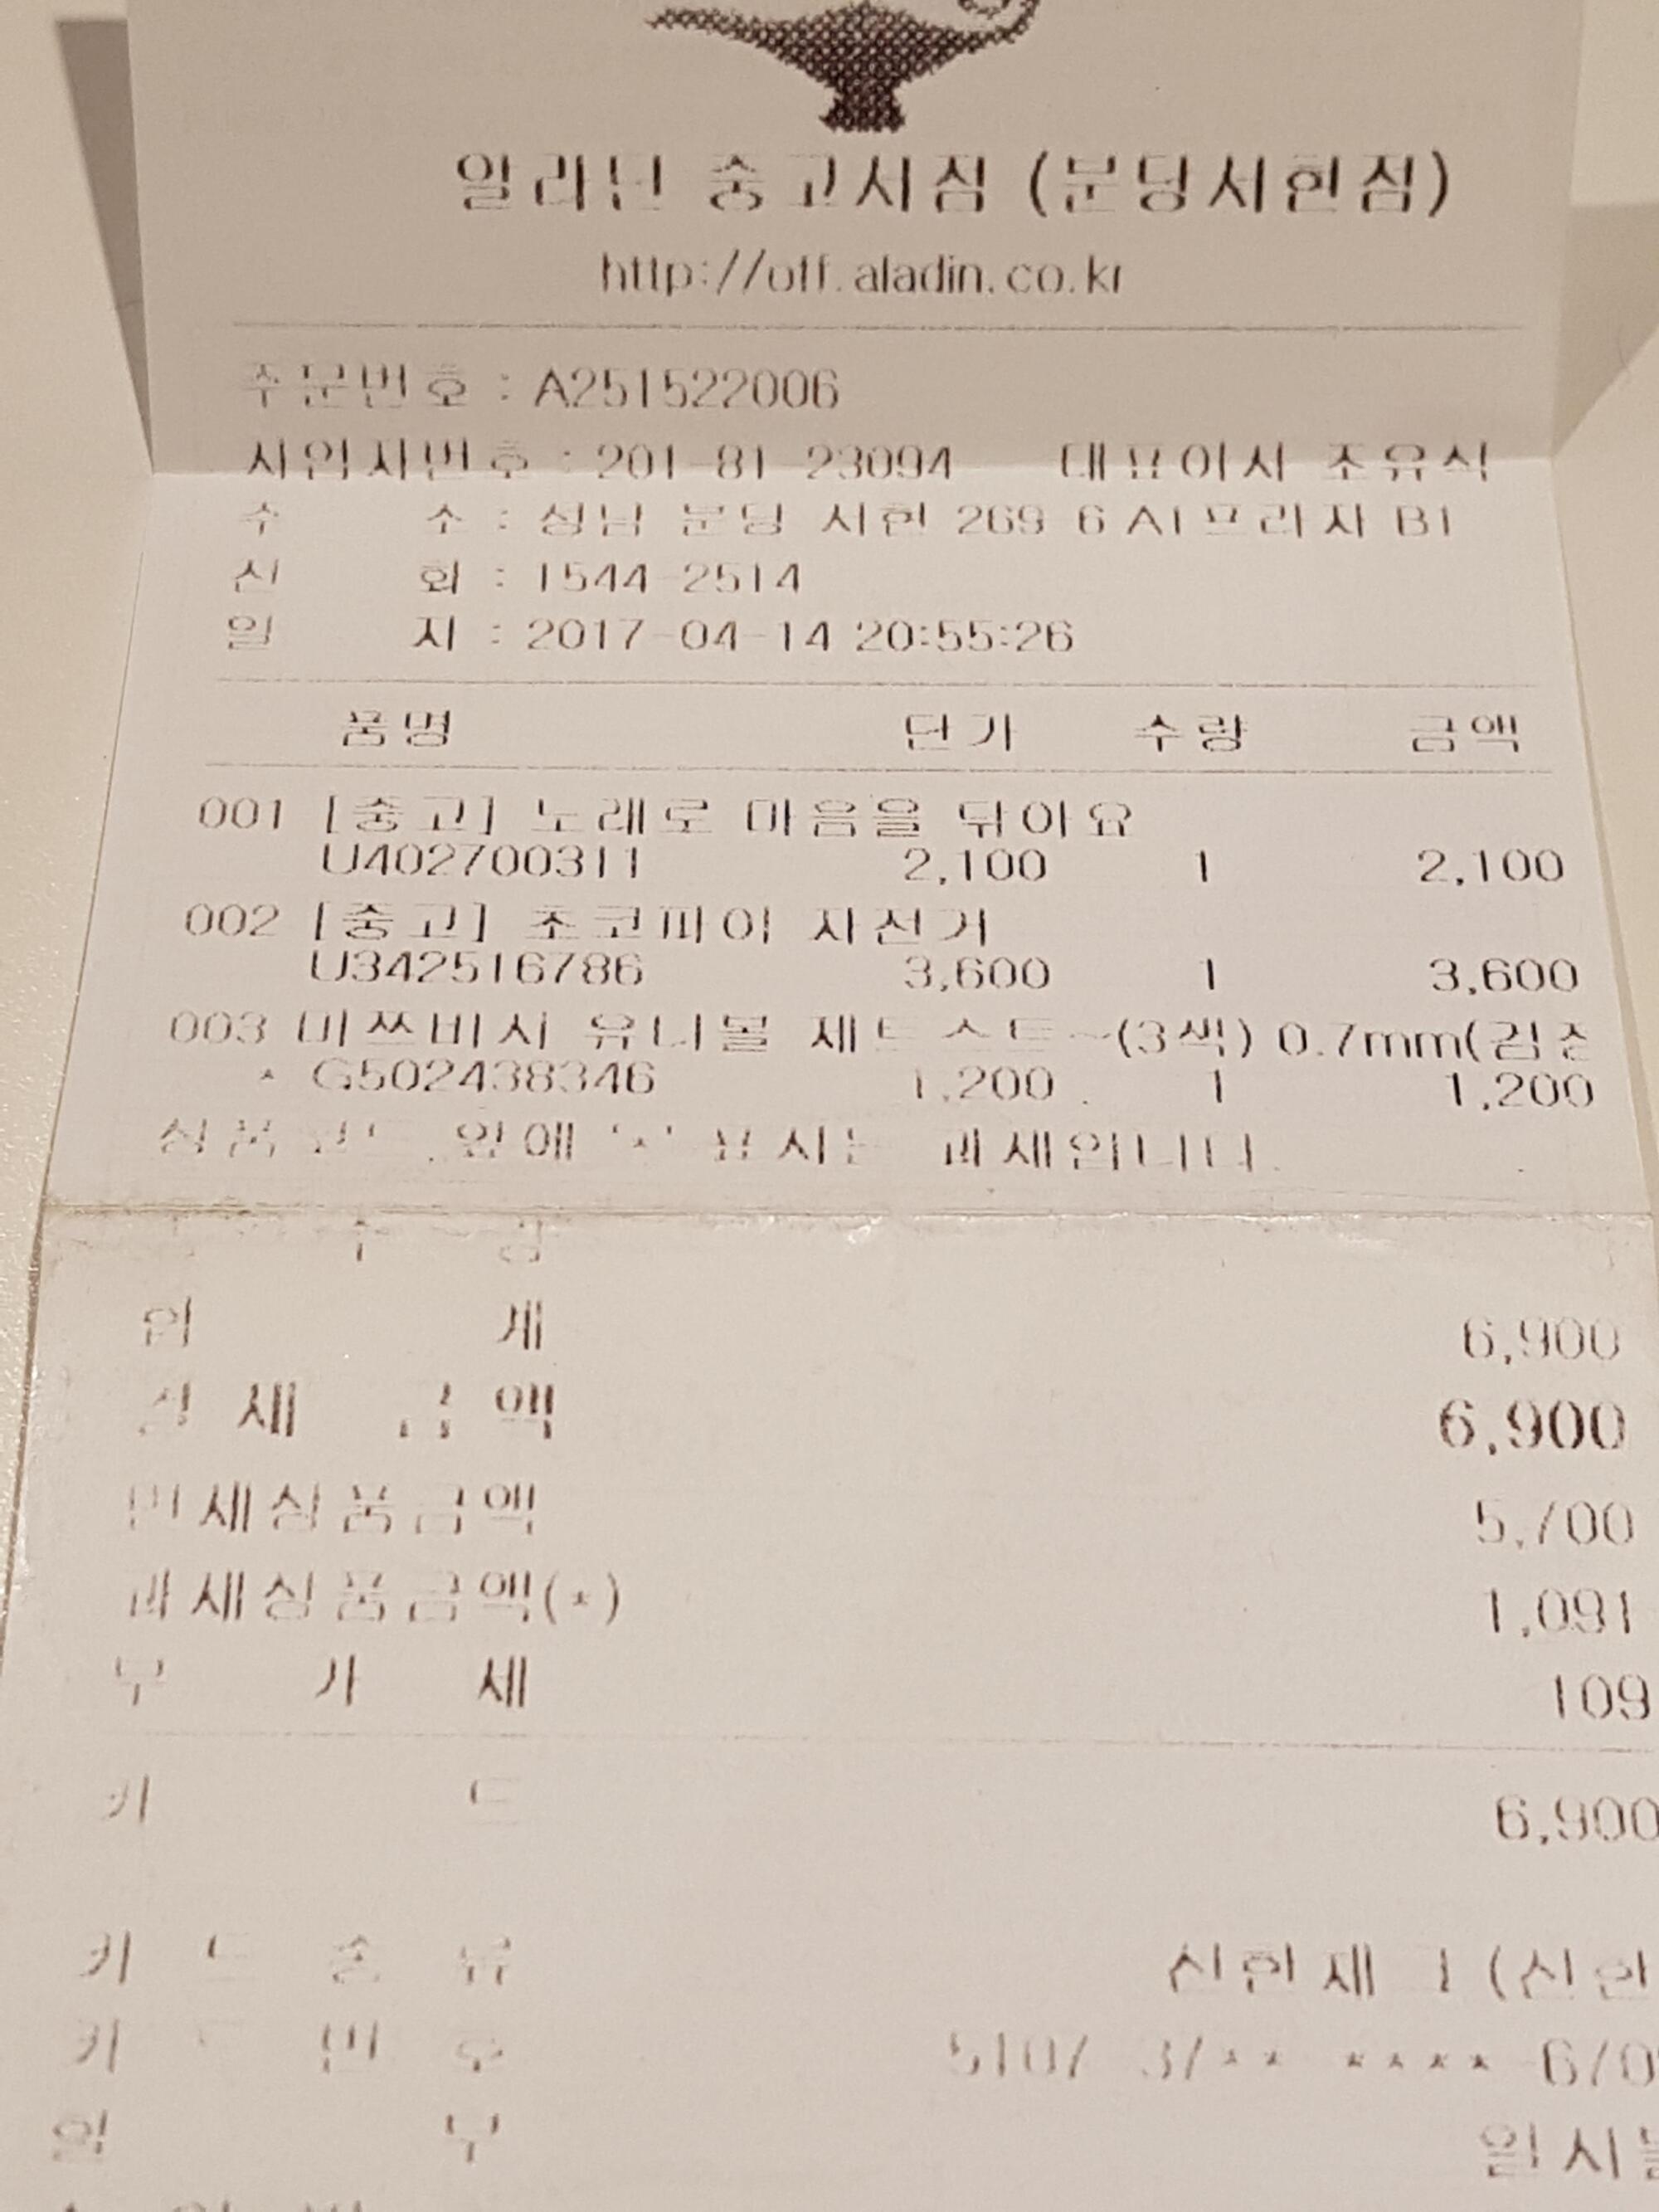 알라딘 중고서점 (분당서현점)
http://off.aladin.co.kr
주문번호 : A251522006
사업자번호 : 201-81-23094 대표이사 조유식
주 소 : 성남 분당 서현 269-6 AK프라자 B1
전 화 : 1544-2514
일 자 : 2017-04-14 20:55:26
품명 단가 수량 금액
001 [중고] 노래로 마음을 닦아요
U402700311 2,100 1 2,100
002 [중고] 초코파이 자전거
U342516786 3,600 1 3,600
003 미쯔비시 유니볼 제트스트~(3색) 0.7mm(검정
* G502438346 1,200 1 1,200
상품코드 앞에 '*' 표시는 과세입니다.
합 계 6,900
결 제 금 액 6,900
면세상품금액 5,700
과세상품금액(*) 1,091
부 가 세 109
카 드 6,900
카 드 종 류 신한제 (신한
카 드 번 호 5107-37**-****-670
할 부 일시불